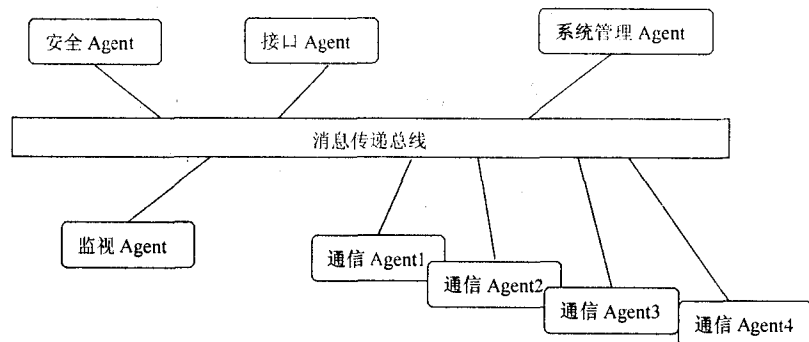 安全 Agent
接口 Agent
系统管理 Agent
消息传递总线
监视 Agent
通信 Agent1
通信 Agent2
通信 Agent3
通信 Agent4